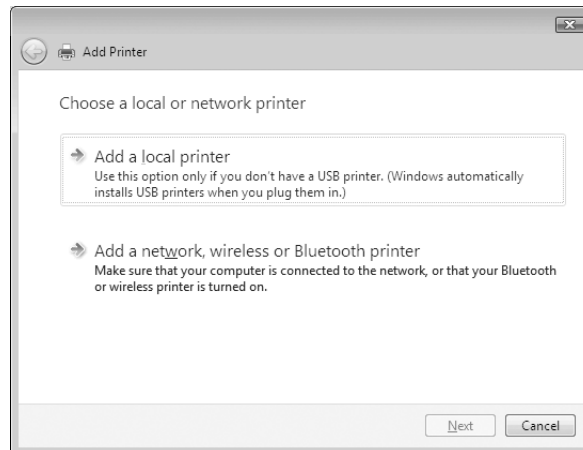 Add Printer
Choose a local or network printer
Add a local printer
Use this option only if you don't have a USB printer. (Windows automatically
installs USB printers when you plug them in.)
Add a network, wireless or Bluetooth printer
Make sure that your computer is connected to the network, or that your Bluetooth
or wireless printer is turned on.
Next Cancel